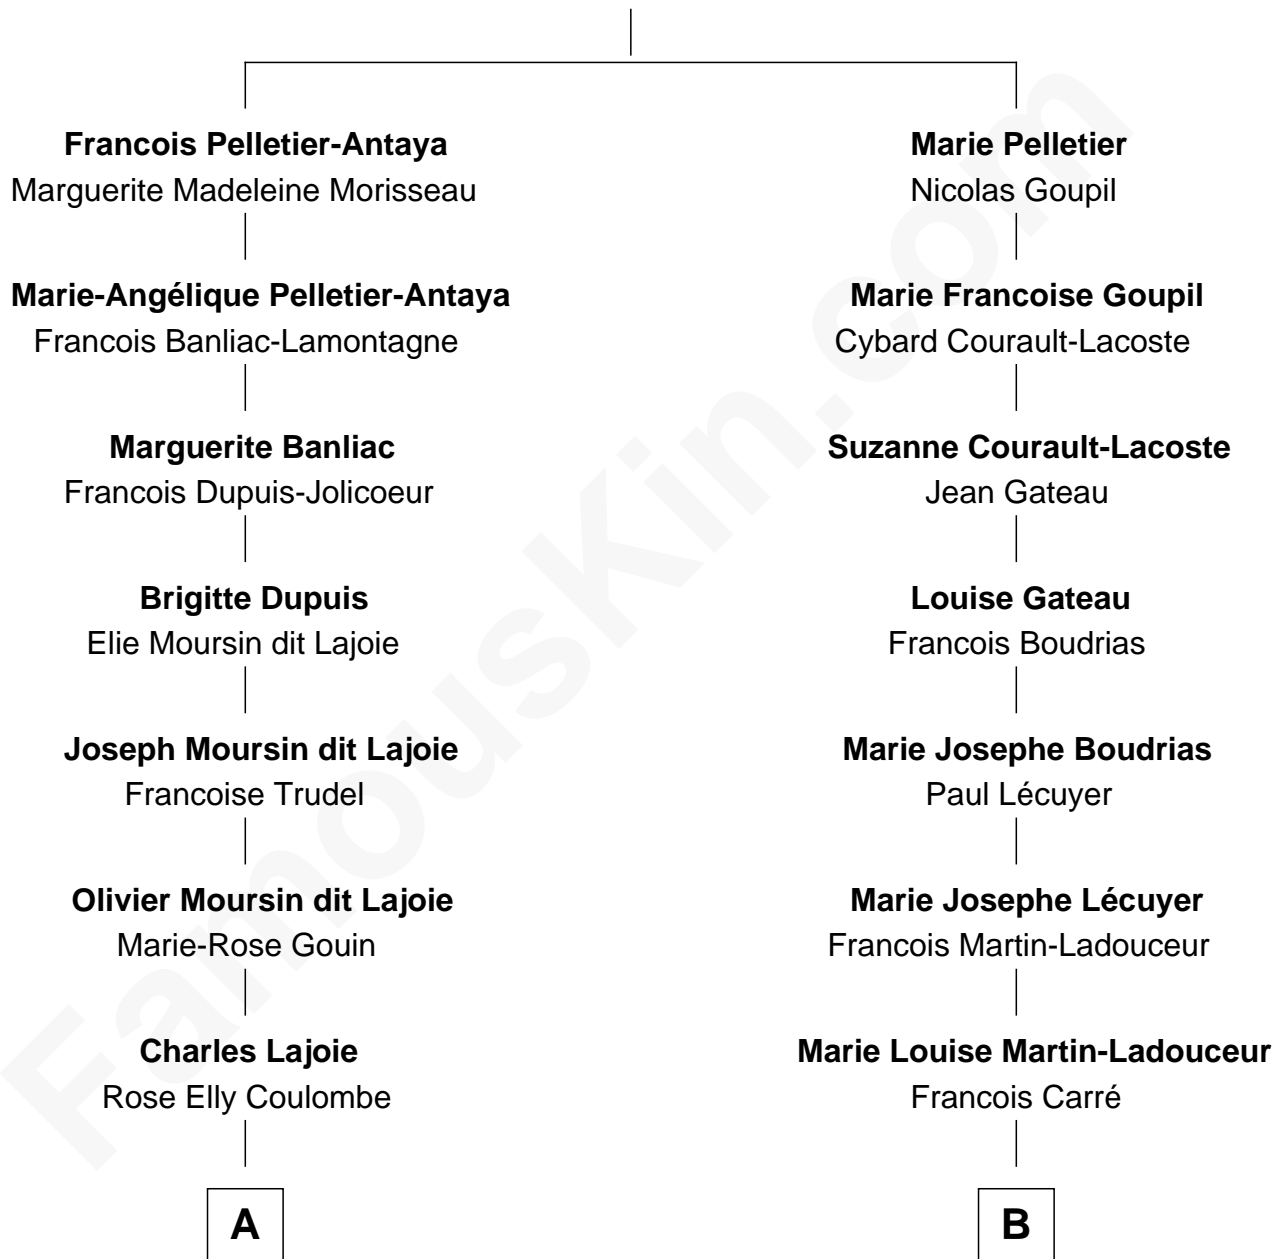 Francois Pelletier-Antaya
Marguerite Madeleine Morisseau
Marie-Angélique Pelletier-Antaya
Francois Banliac-Lamontagne
Marguerite Banliac
Francois Dupuis-Jolicoeur
Brigitte Dupuis
Elie Moursin dit Lajoie
Joseph Moursin dit Lajoie
Francoise Trudel
Olivier Moursin dit Lajoie
Marie-Rose Gouin
Charles Lajoie
Rose Elly Coulombe
A
Marie Pelletier
Nicolas Goupil
Marie Francoise Goupil
Cybard Courault-Lacoste
Suzanne Courault-Lacoste
Jean Gateau
Louise Gateau
Francois Boudrias
Marie Josephe Boudrias
Paul Lécuyer
Marie Josephe Lécuyer
Francois Martin-Ladouceur
Marie Louise Martin-Ladouceur
Francois Carré
B
FamousKin.com